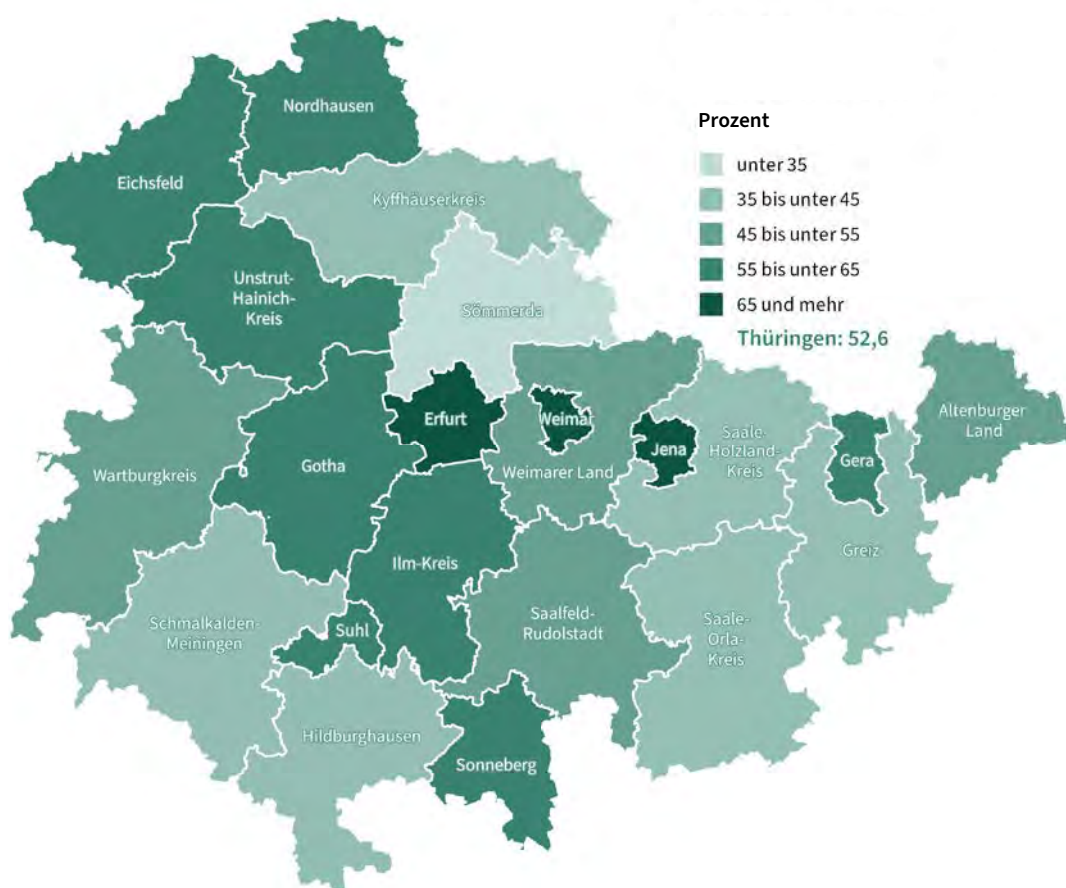 Nordhausen
Prozent
unter 35
Eichsfeld
Kyffhäuserkreis
35 bis unter 45
45 bis unter 55
Unstrut-
Hainich-
Kreis
55 bis unter 65
Sömmerda
65 und mehr
Thüringen: 52,6
Erfurt
Weimar
Altenburger
Land
Jena
Saale-
Holzland-
Kreis
Gera
Wartburgkreis
Gotha
Weimarer Land
Greiz
Ilm-Kreis
Schmalkalden-
Meiningen
Suhl
Saalfeld-
Rudolstadt
Saale-
Orla-
Kreis
Hildburghausen
Sonneberg